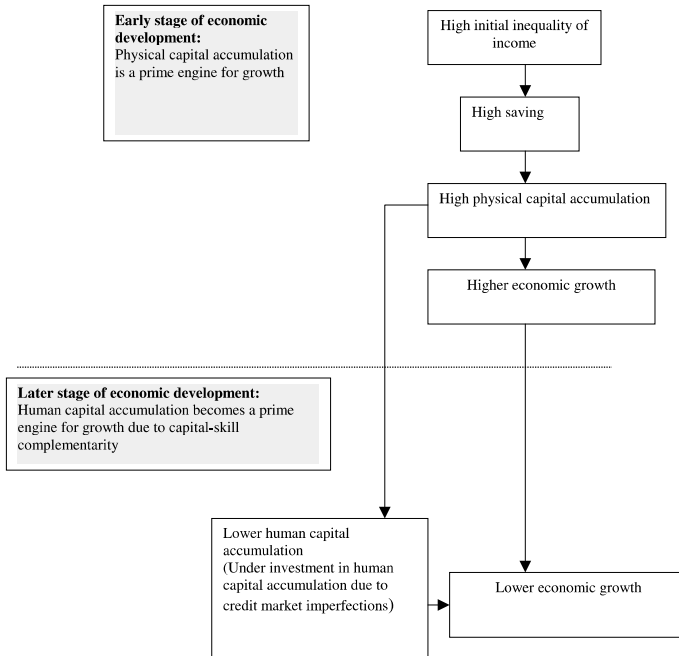 Early stage of economic
development:
Physical capital accumulation
is a prime engine for growth
High initial inequality of
income
High saving
High physical capital accumulation
Higher economic growth
Later stage of economic development:
Human capital accumulation becomes a prime
engine for growth due to capital-skill
complementarity
Lower human capital
accumulation
(Under investment in human
capital accumulation due to
credit market imperfections)
Lower economic growth